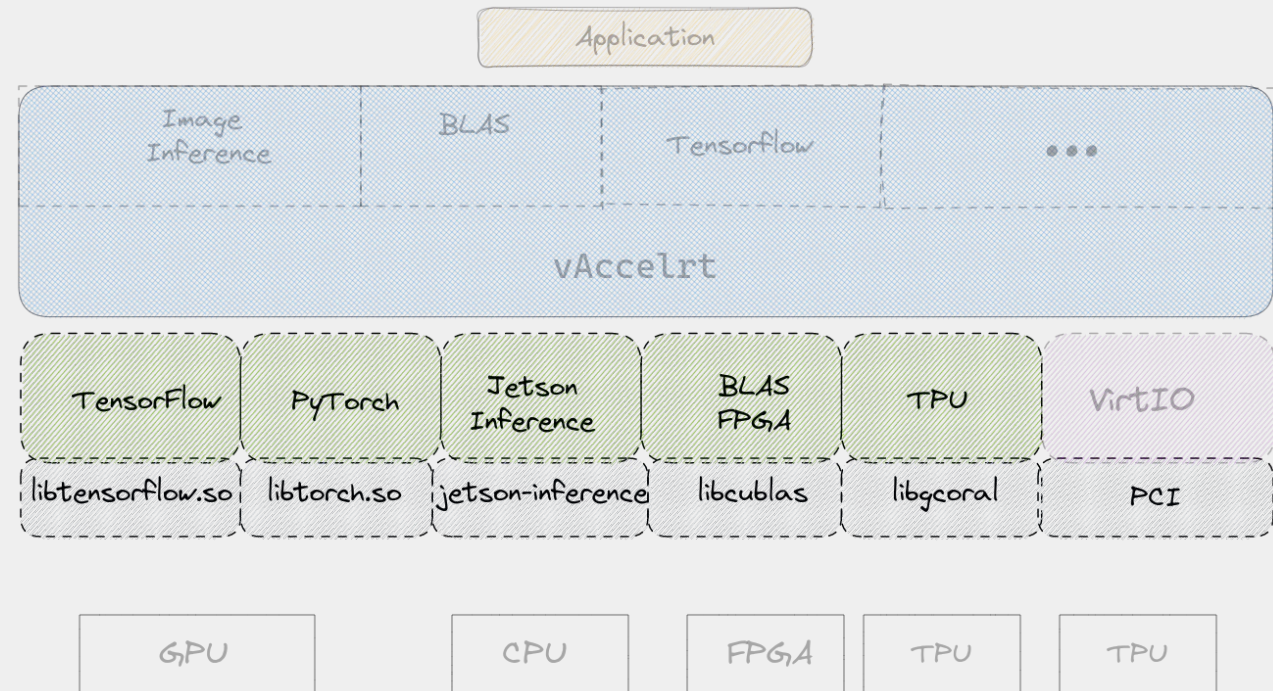 Application
Image
Inference
BLAS
Tensorflow
...
vAccelrt
TensorFlow
PyTorch
Jetson
Inference
BLAS
FPGA
TPU
VirtIO
libtensorflow.so
libtorch.so
jetson-inference
libcublas
libgcoral
PCI
GPU
CPU
FPGA
TPU
TPU